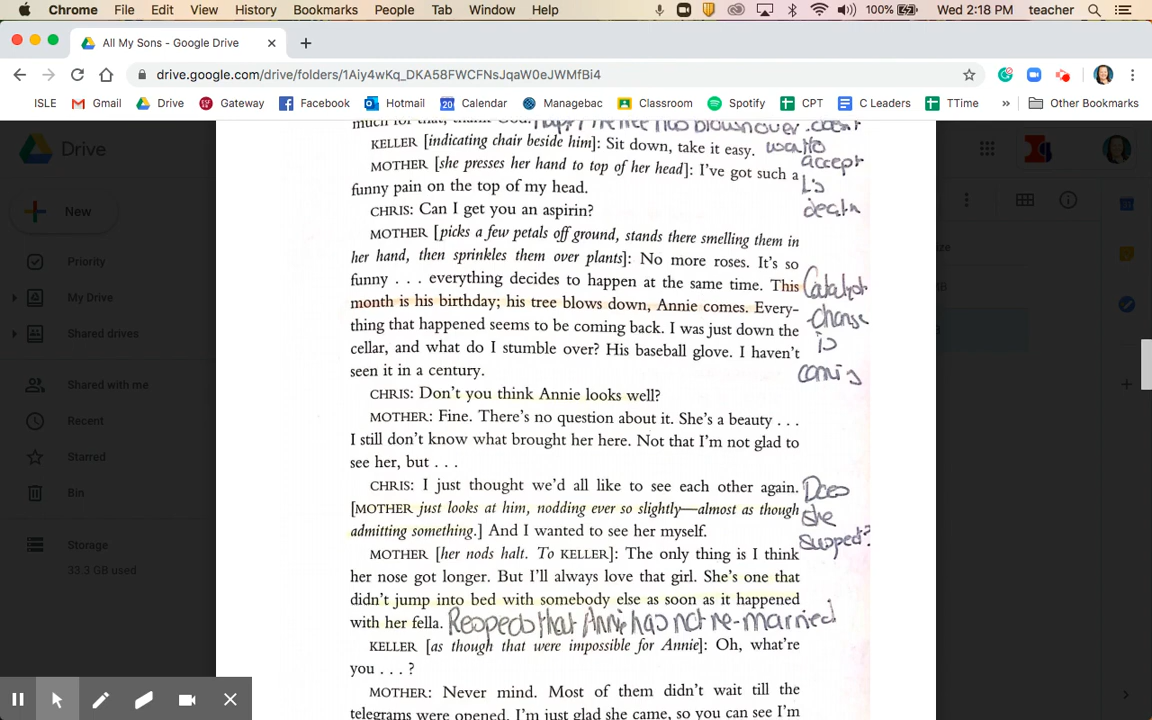 Chrome File Edit View History Bookmarks People Tab Window Help 100% Wed 2:18 PM teacher
All My Sons - Google Drive
drive.google.com/drive/folders/1Aiy4wKq_DKA58FWCFNsJqaW0eJWMfBi4
ISLE Gmail Drive Gateway Facebook Hotmail 20 Calendar Managebac Classroom Spotify CPT C Leaders TTime » Other Bookmarks
Drive
New
Priority
My Drive
Shared drives
Shared with me
Recent
Starred
Bin
Storage
33.3 GB used
much for that, thank God.
KELLER [indicating chair beside him]: Sit down, take it easy.
MOTHER [she presses her hand to top of her head]: I've got such a
funny pain on the top of my head.
accept
L's
death
CHRIS: Can I get you an aspirin?
MOTHER [picks a few petals off ground, stands there smelling them in
her hand, then sprinkles them over plants]: No more roses. It's so
funny . . . everything decides to happen at the same time. This
month is his birthday; his tree blows down, Annie comes. Every-
thing that happened seems to be coming back. I was just down the
cellar, and what do I stumble over? His baseball glove. I haven't
seen it in a century.
Catalyst
-change
is
coming
CHRIS: Don't you think Annie looks well?
MOTHER: Fine. There's no question about it. She's a beauty . . .
I still don't know what brought her here. Not that I'm not glad to
see her, but . . .
CHRIS: I just thought we'd all like to see each other again.
[MOTHER just looks at him, nodding ever so slightly—almost as though
admitting something.] And I wanted to see her myself.
Does
she
suspect?
MOTHER [her nods halt. To KELLER]: The only thing is I think
her nose got longer. But I'll always love that girl. She's one that
didn't jump into bed with somebody else as soon as it happened
with her fella. Respects that Annie has not re-married
KELLER [as though that were impossible for Annie]: Oh, what're
you . . . ?
MOTHER: Never mind. Most of them didn't wait till the
telegrams were opened. I'm just glad she came, so you can see I'm